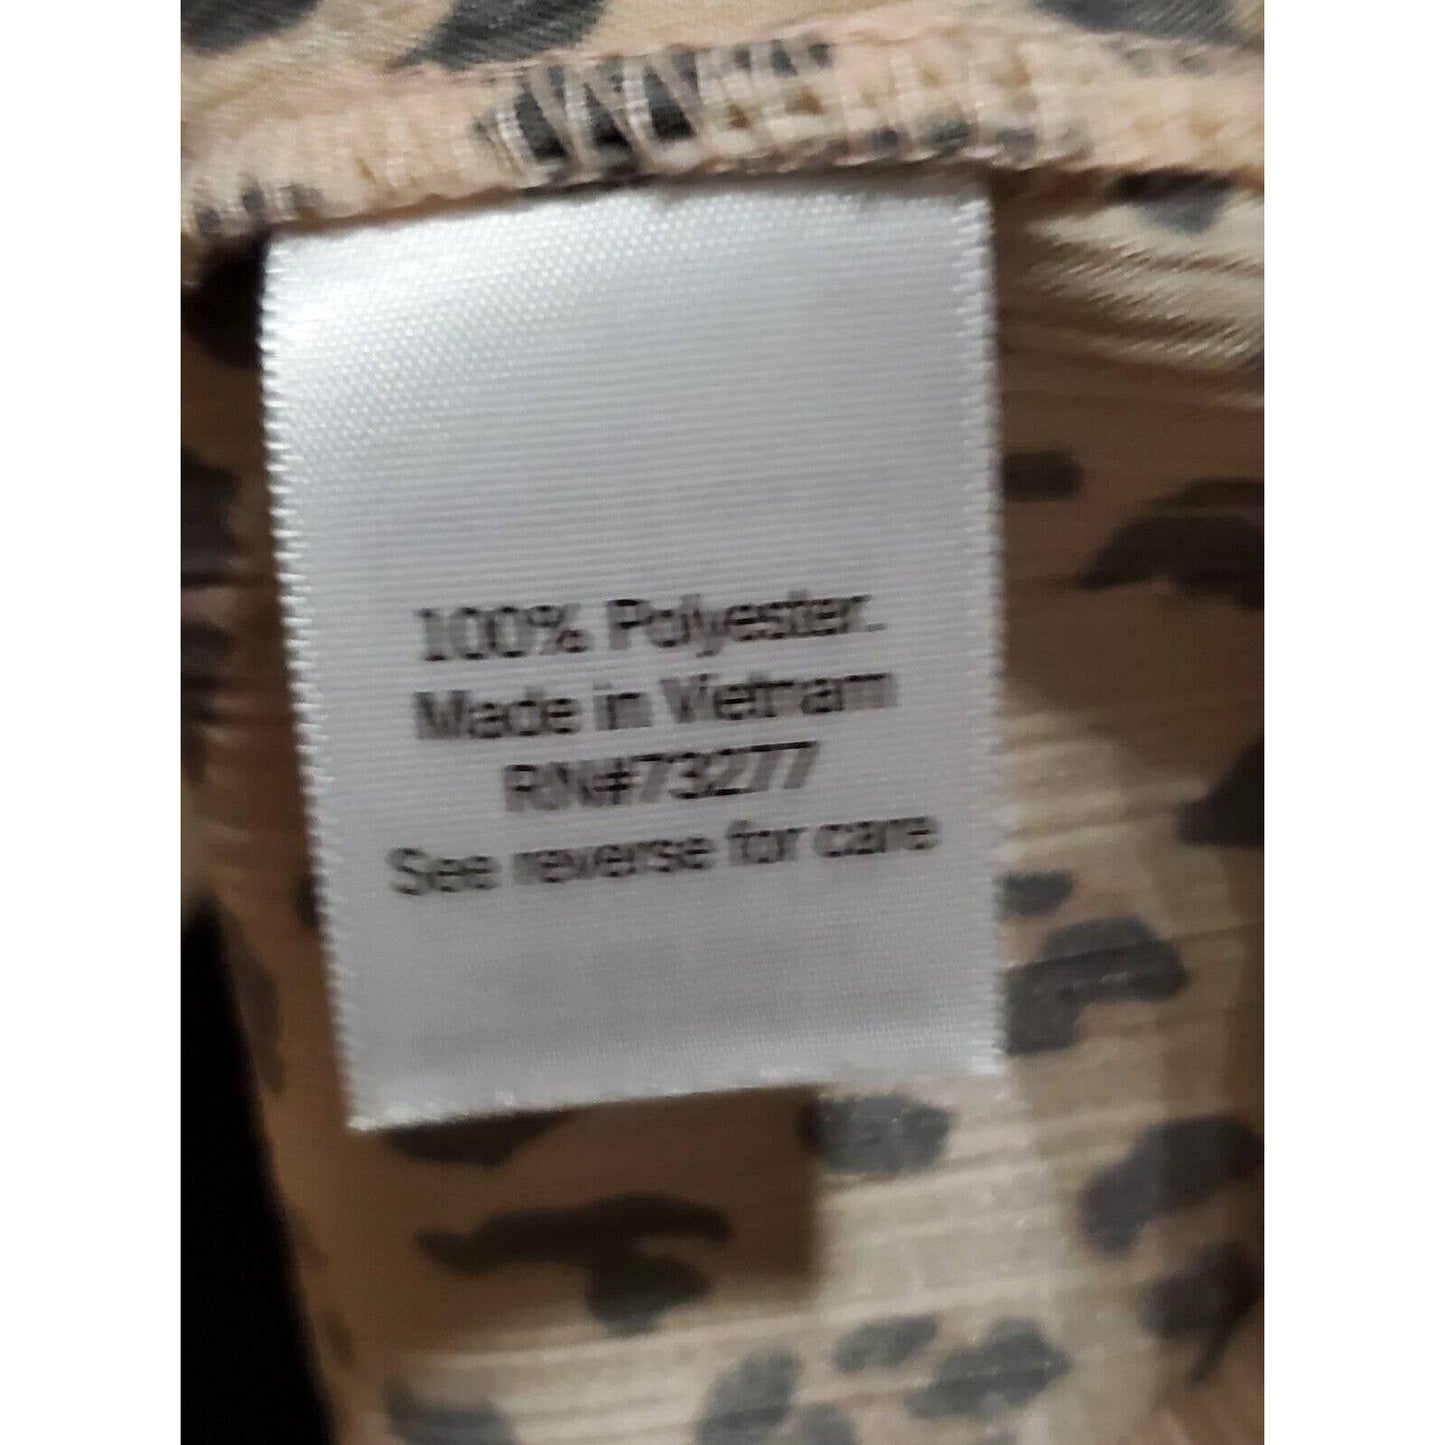 100% Polyester.
Made in Vietnam
RN#73277
See reverse for care